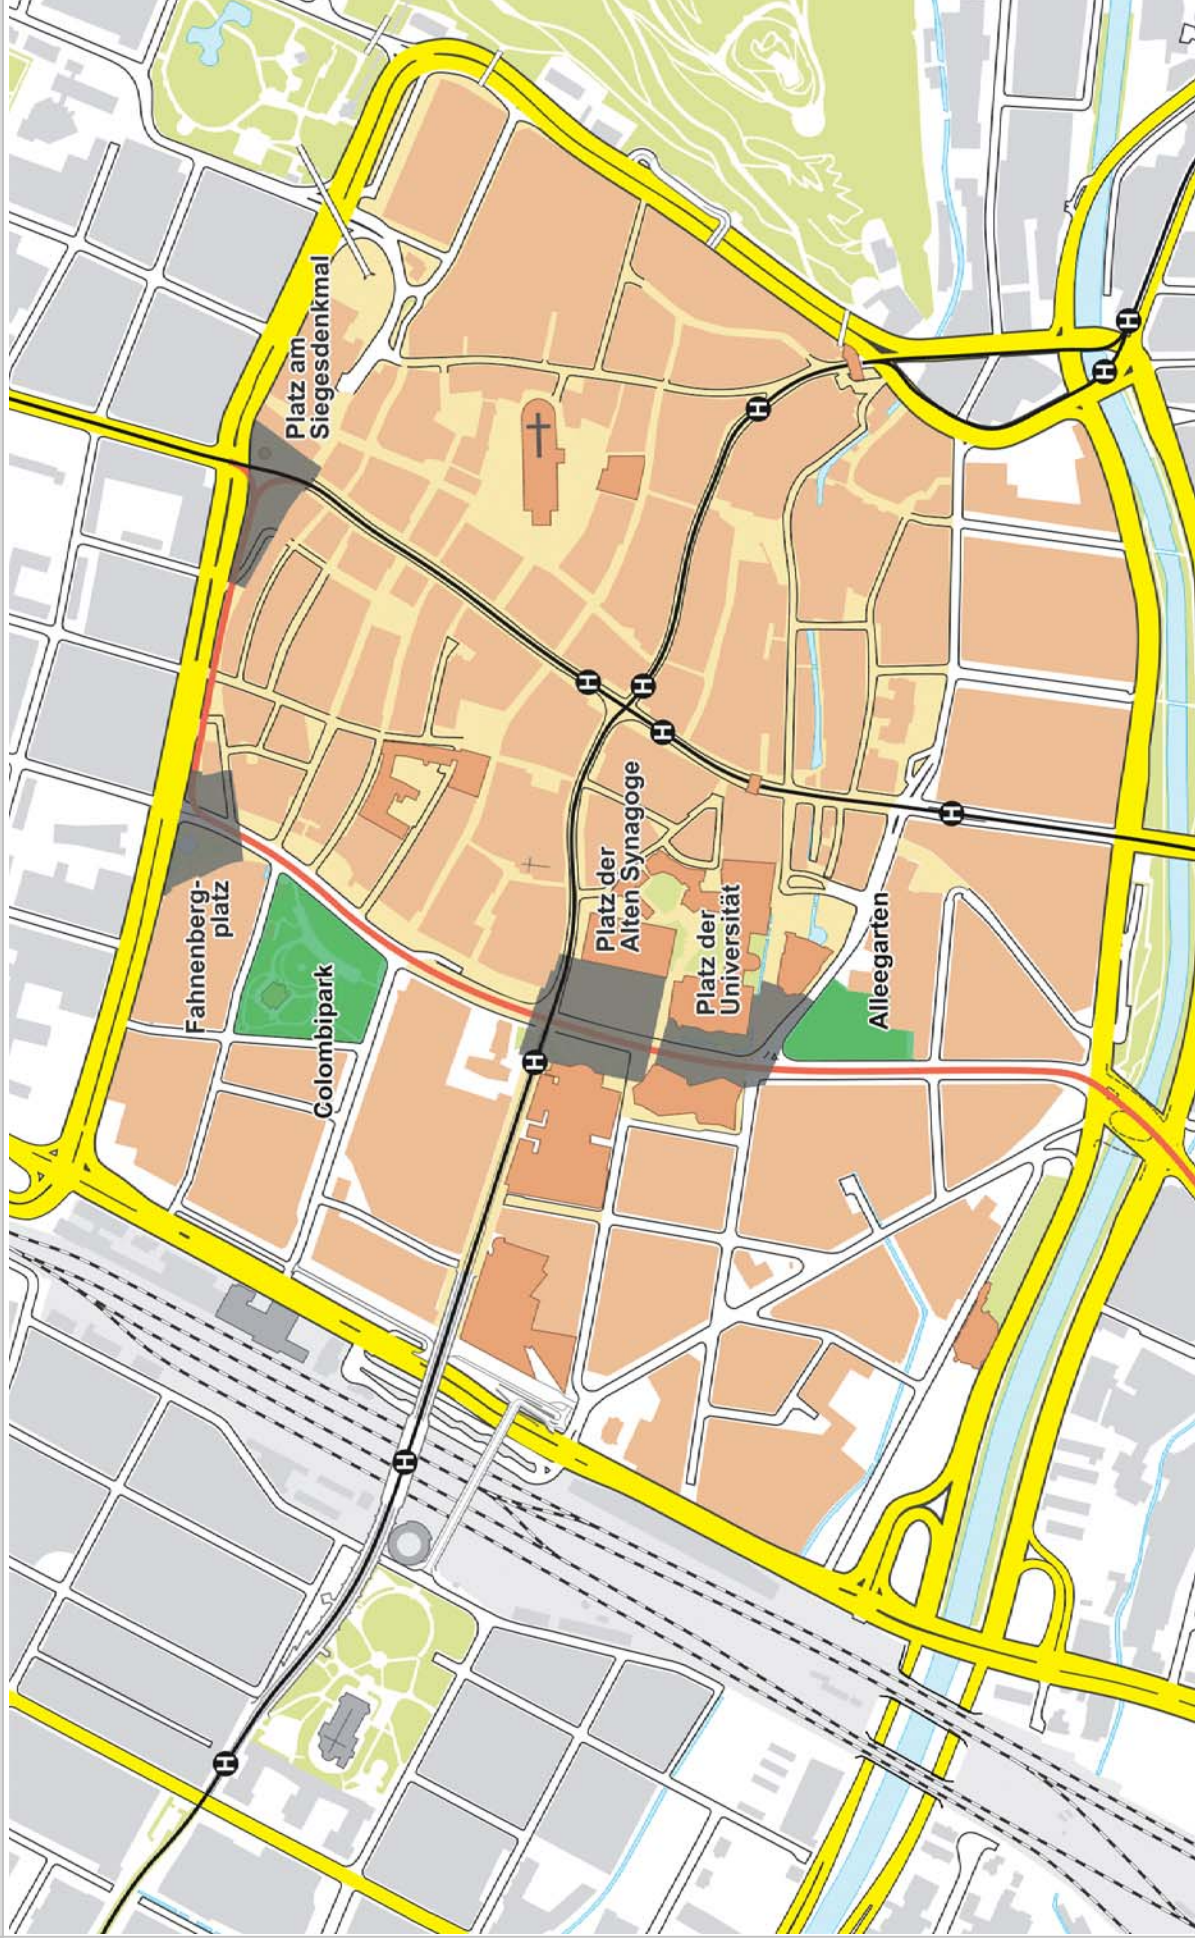 Fahnenberg-
platz
H
Platz am
Siegesdenkmal
Colombipark
H
H
H
Platz der
Alten Synagoge
H
H
Platz der
Universität
H
Alleegarten
H
H
H